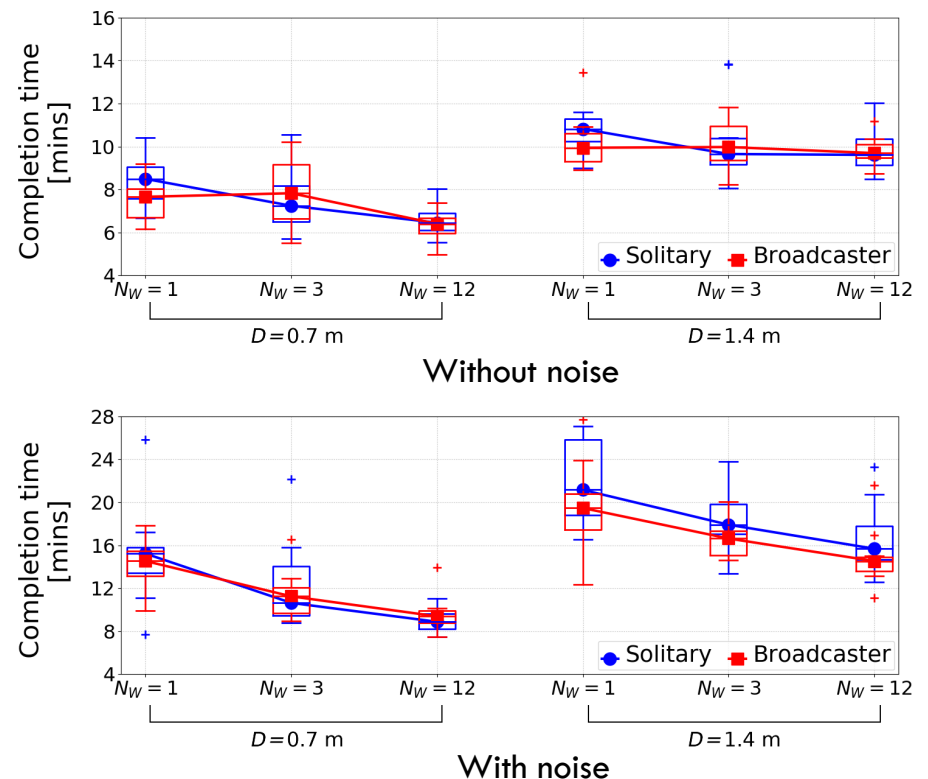 16
14
12
10
8
6
4
Completion time
[mins]
Solitary
Broadcaster
N_W = 1
N_W = 3
N_W = 12
N_W = 1
N_W = 3
N_W = 12
D = 0.7 m
D = 1.4 m
Without noise
28
24
20
16
12
8
4
Completion time
[mins]
Solitary
Broadcaster
N_W = 1
N_W = 3
N_W = 12
N_W = 1
N_W = 3
N_W = 12
D = 0.7 m
D = 1.4 m
With noise